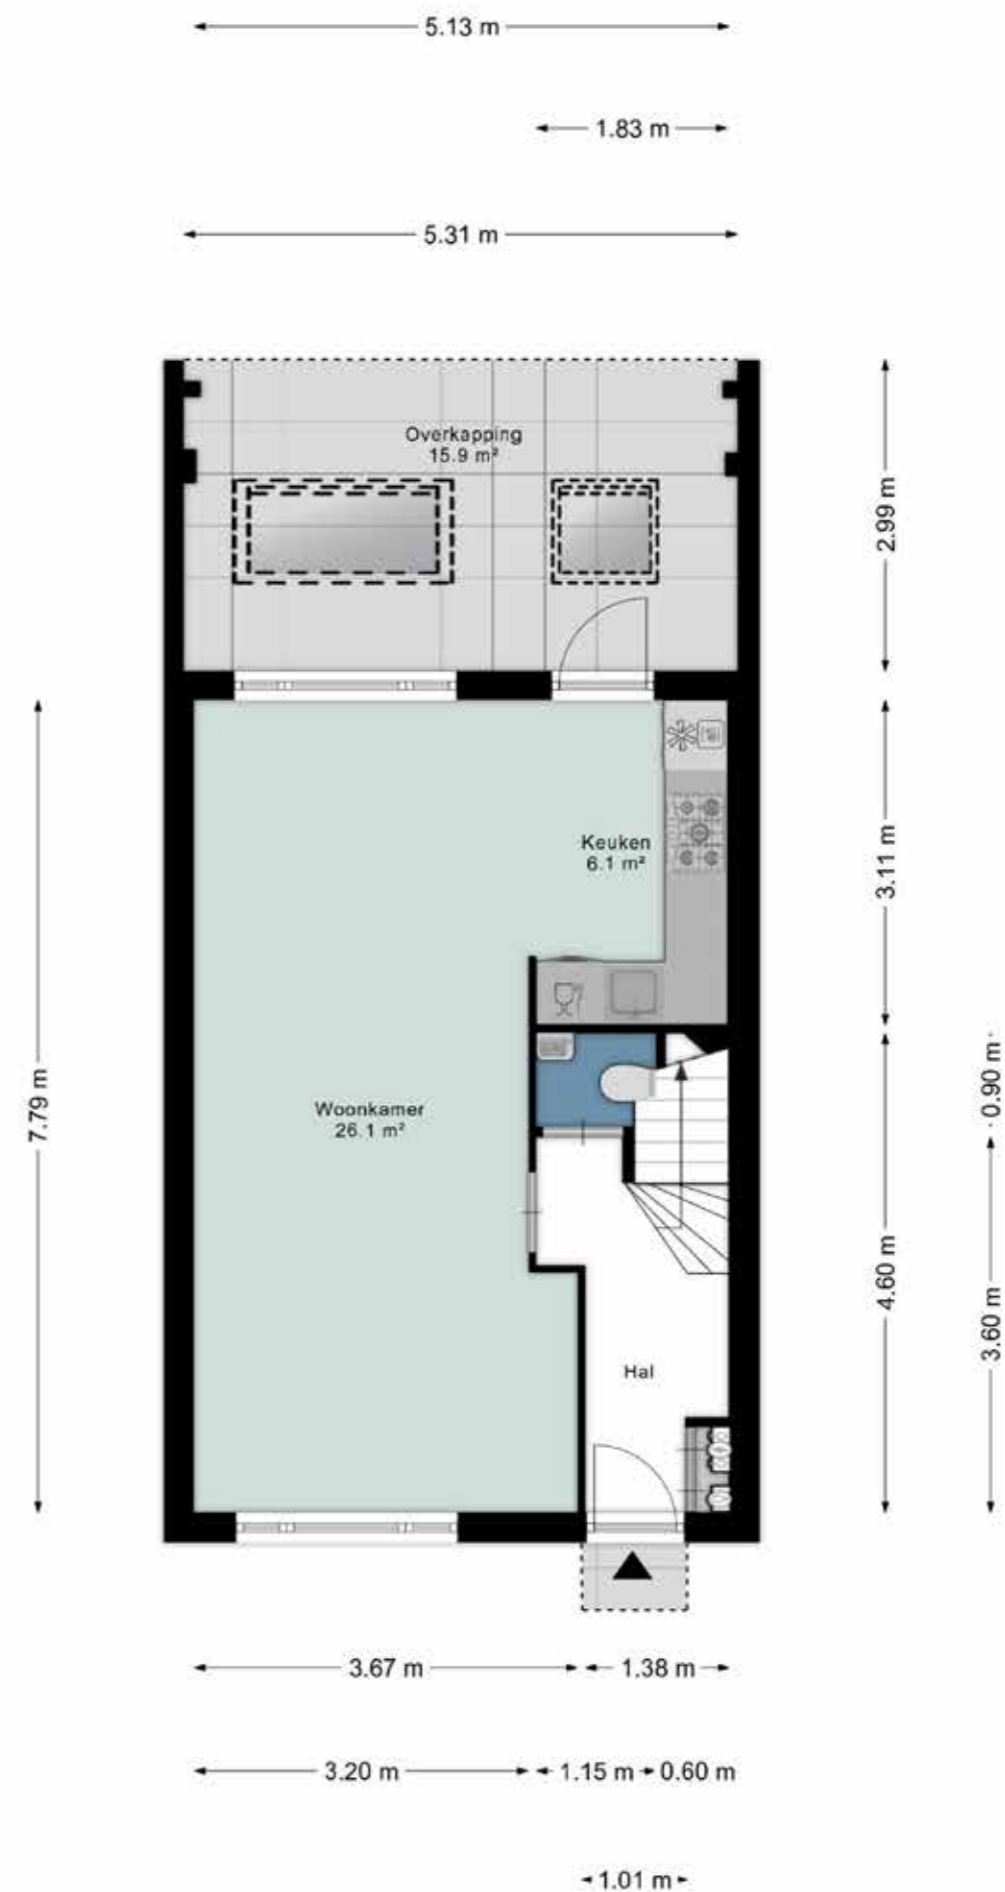 5.13 m
1.83 m
5.31 m
Overkapping
15.9 m²
2.99 m
Keuken
6.1 m²
3.11 m
7.79 m
Woonkamer
26.1 m²
0.90 m
4.60 m
3.60 m
Hal
3.67 m
1.38 m
3.20 m
1.15 m
0.60 m
1.01 m